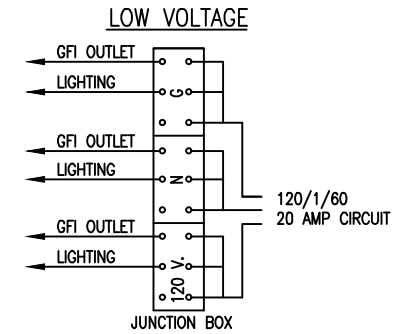 LOW VOLTAGE
GFI OUTLET
LIGHTING
G
GFI OUTLET
LIGHTING
N
120/1/60
20 AMP CIRCUIT
GFI OUTLET
LIGHTING
120 V.
JUNCTION BOX